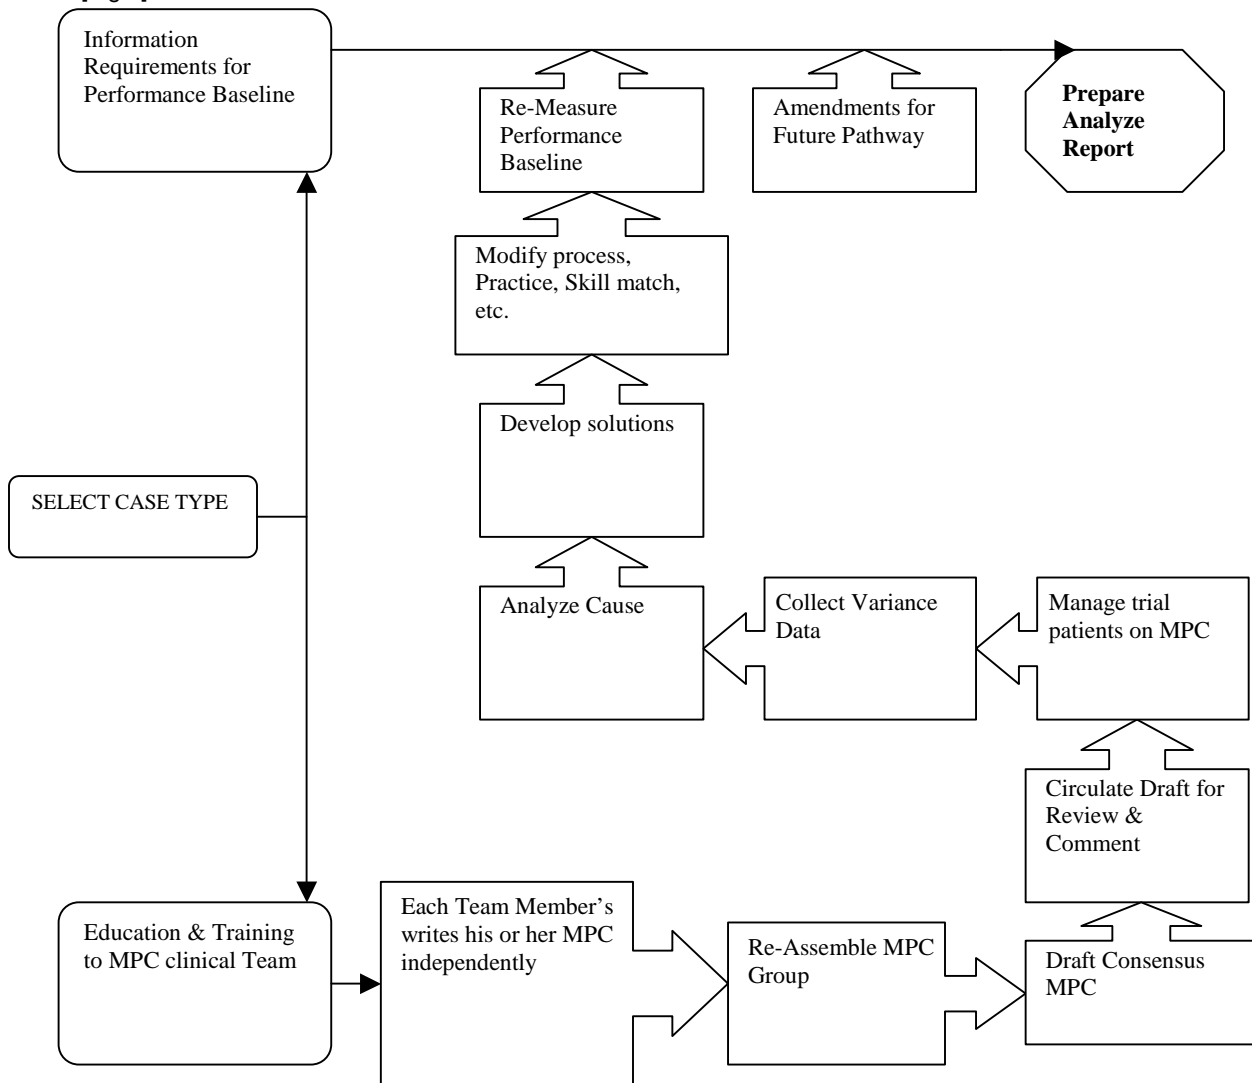 Information
Requirements for
Performance Baseline
Re-Measure
Performance
Baseline
Amendments for
Future Pathway
Prepare
Analyze
Report
Modify process,
Practice, Skill match,
etc.
Develop solutions
SELECT CASE TYPE
Analyze Cause
Collect Variance
Data
Manage trial
patients on MPC
Circulate Draft for
Review &
Comment
Education & Training
to MPC clinical Team
Each Team Member’s
writes his or her MPC
independently
Re-Assemble MPC
Group
Draft Consensus
MPC